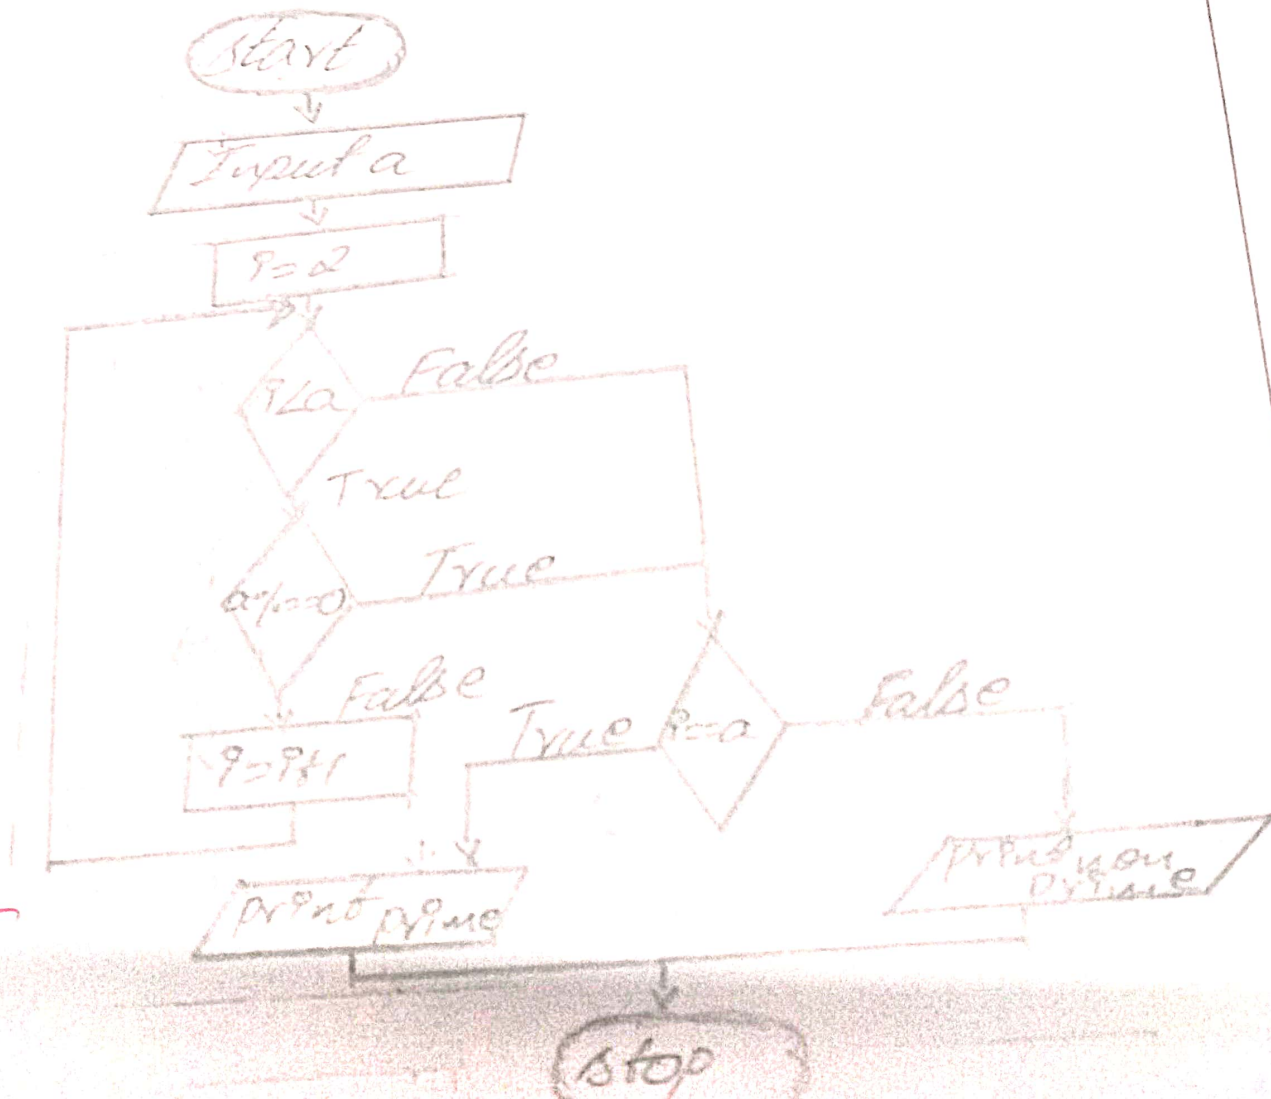 start
Input a
i=2
i<a
False
True
a%i==0
True
False
i=i+1
i==a
True
False
print prime
print non
prime
stop